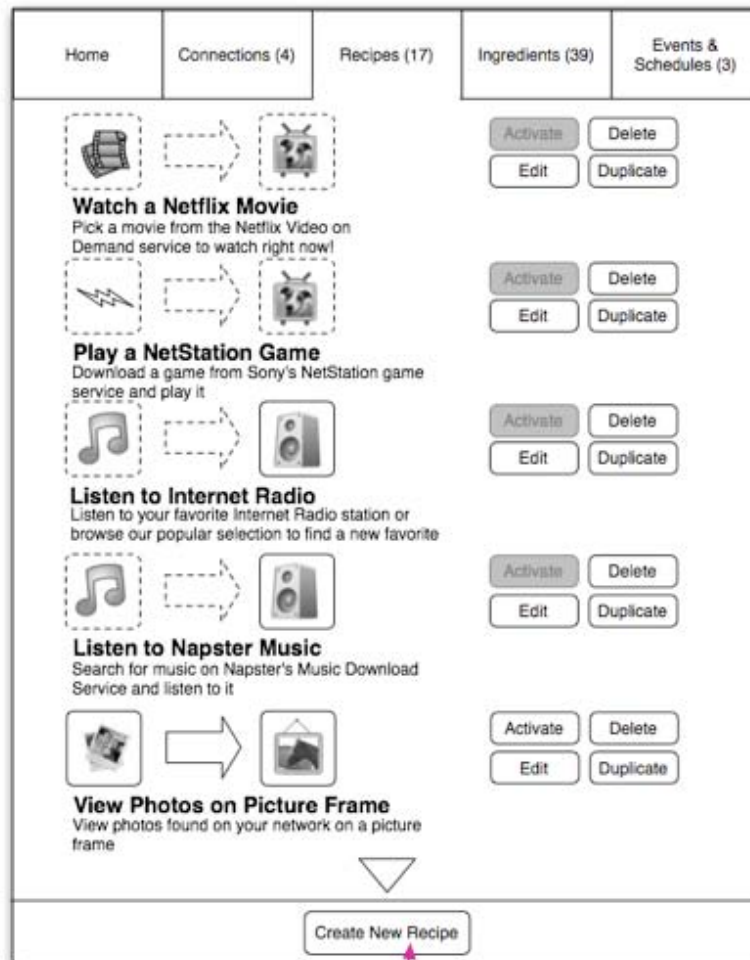 Home
Connections (4)
Recipes (17)
Ingredients (39)
Events &
Schedules (3)
Activate
Delete
Edit
Duplicate
Watch a Netflix Movie
Pick a movie from the Netflix Video on
Demand service to watch right now!
Activate
Delete
Edit
Duplicate
Play a NetStation Game
Download a game from Sony's NetStation game
service and play it
Activate
Delete
Edit
Duplicate
Listen to Internet Radio
Listen to your favorite Internet Radio station or
browse our popular selection to find a new favorite
Activate
Delete
Edit
Duplicate
Listen to Napster Music
Search for music on Napster's Music Download
Service and listen to it
Activate
Delete
Edit
Duplicate
View Photos on Picture Frame
View photos found on your network on a picture
frame
Create New Recipe